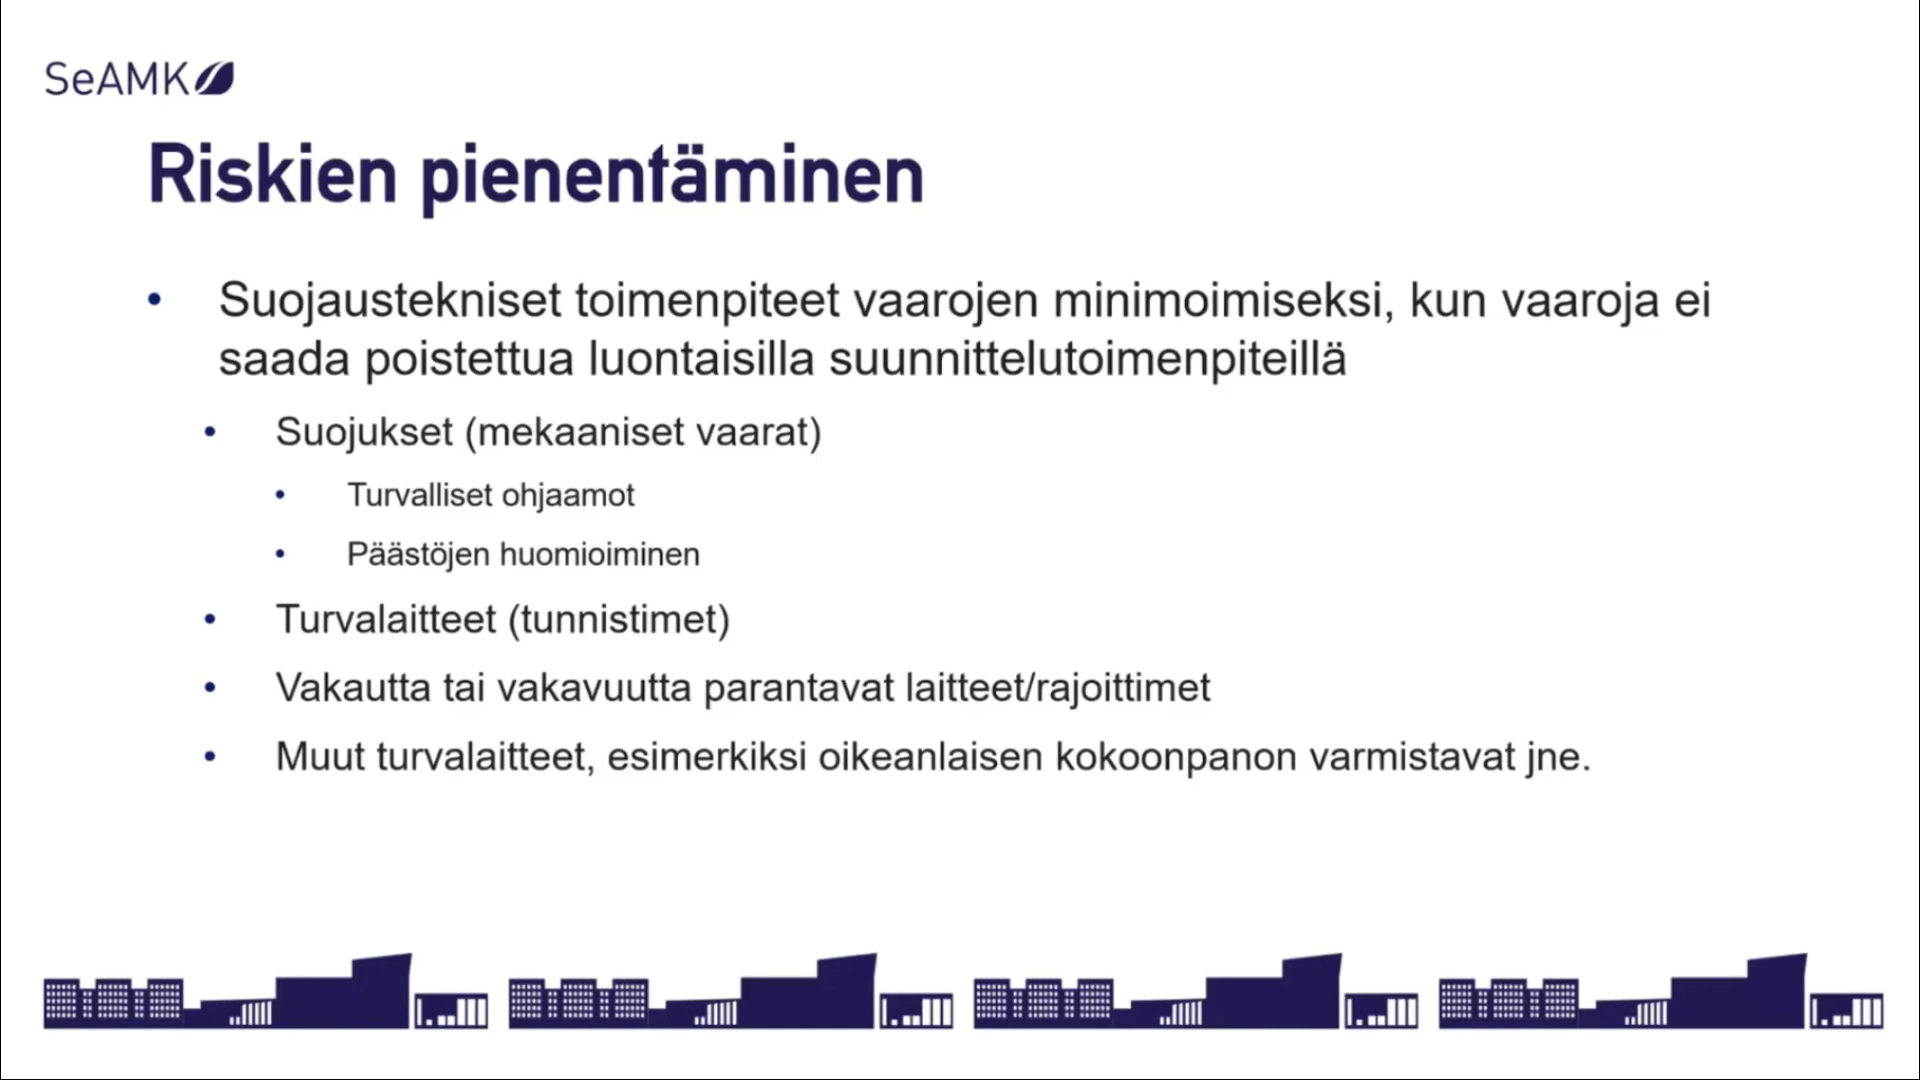 SeAMK
Riskien pienentäminen
• Suojaustekniset toimenpiteet vaarojen minimoimiseksi, kun vaaroja ei
saada poistettua luontaisilla suunnittelutoimenpiteillä
• Suojukset (mekaaniset vaarat)
• Turvalliset ohjaamot
• Päästöjen huomioiminen
• Turvalaitteet (tunnistimet)
• Vakautta tai vakavuutta parantavat laitteet/rajoittimet
• Muut turvalaitteet, esimerkiksi oikeanlaisen kokoonpanon varmistavat jne.